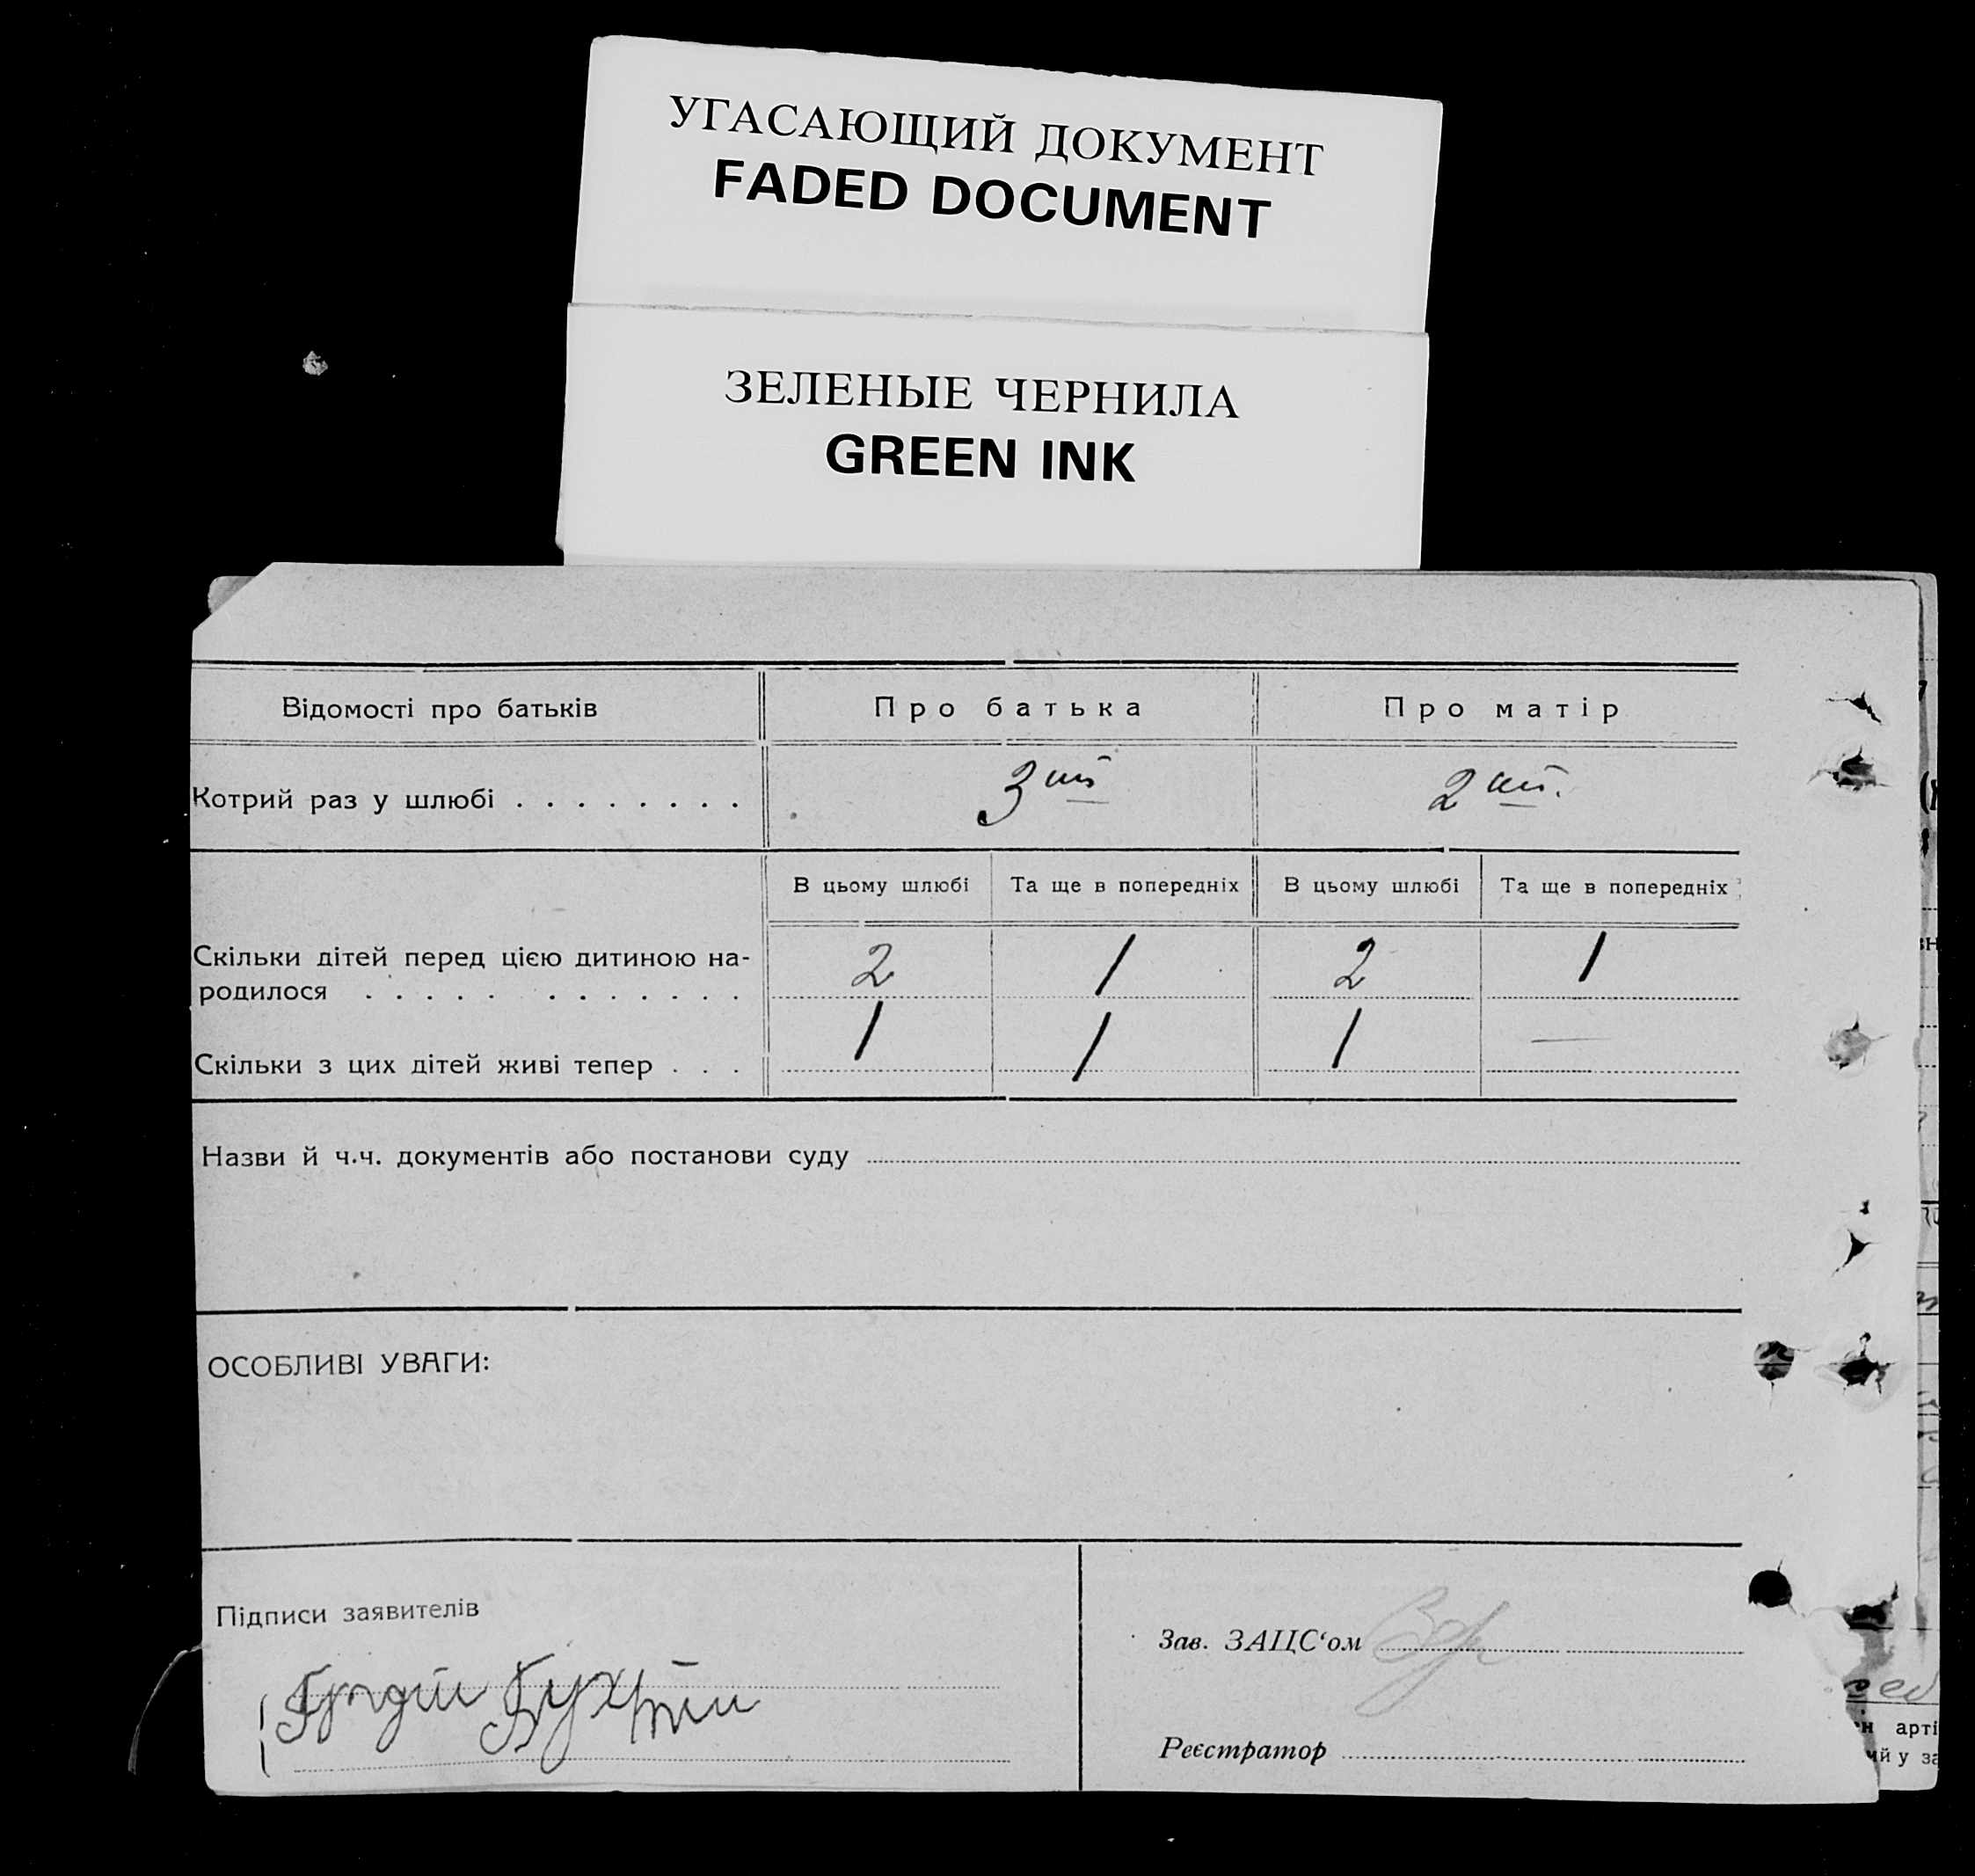 УГАСАЮЩИЙ ДОКУМЕНТ
FADED DOCUMENT
ЗЕЛЕНЫЕ ЧЕРНИЛА
GREEN INK
Відомості про батьків Про батька Про матір
Котрий раз у шлюбі . . . . . . . . 3 2
В цьому шлюбі Та ще в попередніх В цьому шлюбі Та ще в попередніх
Скільки дітей перед цією дитиною на-
родилося . . . . . . . . . . . . 2 1 2 1
Скільки з цих дітей живі тепер . . . 1 1 1 —
Назви й ч.ч. документів або постанови суду
ОСОБЛИВІ УВАГИ:
Підписи заявителів
Зав. ЗАЦС‘ом
Реєстратор
арті